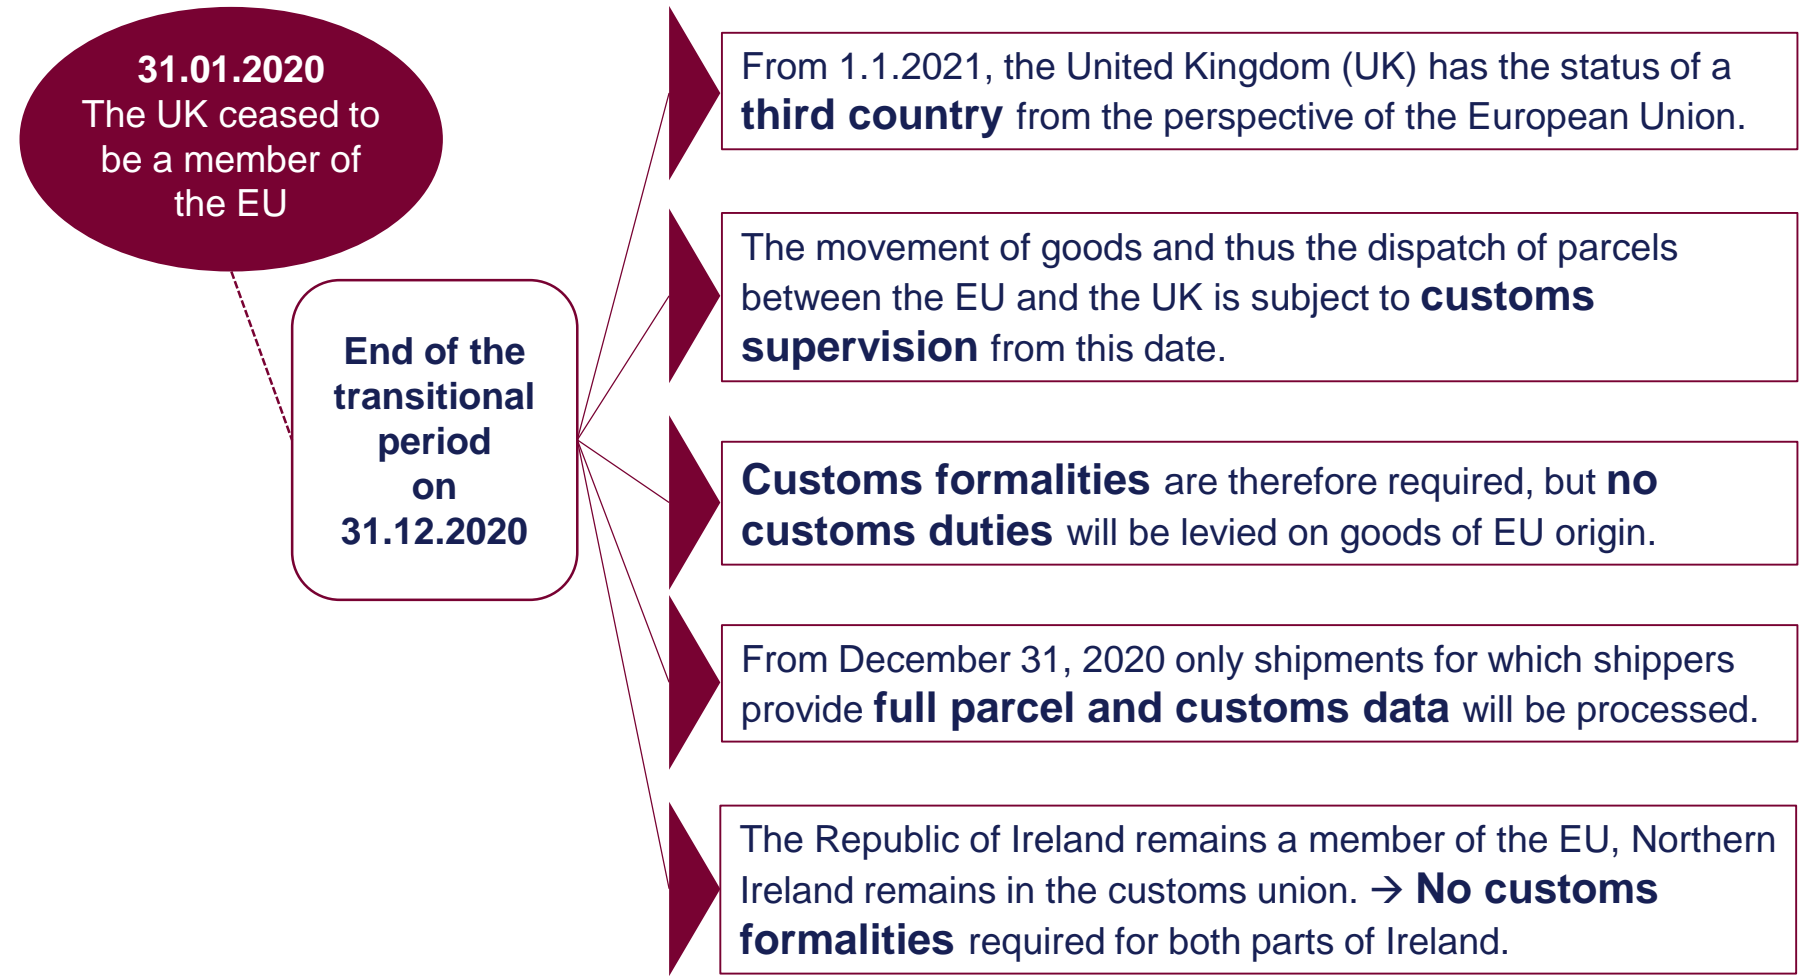 31.01.2020
The UK ceased to
be a member of
the EU
End of the
transitional
period
on
31.12.2020
From 1.1.2021, the United Kingdom (UK) has the status of a
third country from the perspective of the European Union.
The movement of goods and thus the dispatch of parcels
between the EU and the UK is subject to customs
supervision from this date.
Customs formalities are therefore required, but no
customs duties will be levied on goods of EU origin.
From December 31, 2020 only shipments for which shippers
provide full parcel and customs data will be processed.
The Republic of Ireland remains a member of the EU, Northern
Ireland remains in the customs union. → No customs
formalities required for both parts of Ireland.